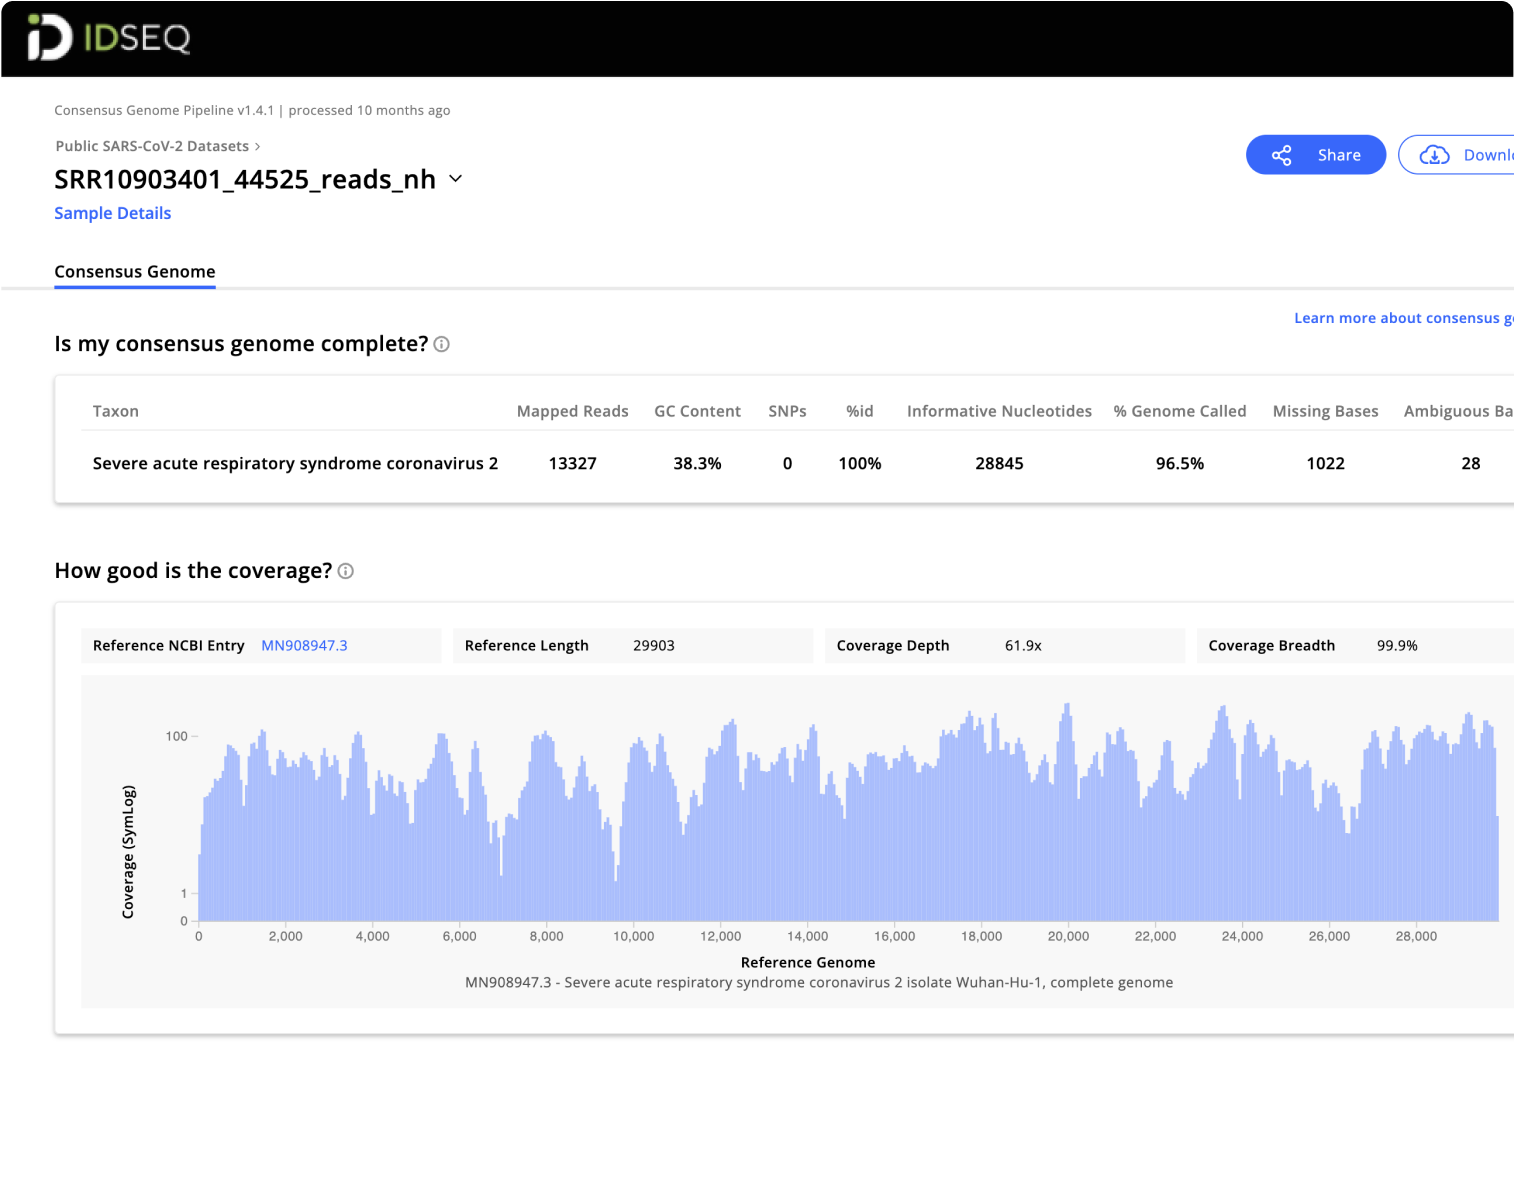 IDSEQ
Consensus Genome Pipeline v1.4.1 | processed 10 months ago
Public SARS-CoV-2 Datasets >
SRR10903401_44525_reads_nh
Sample Details
Share
Downlo
Consensus Genome
Learn more about consensus g
Is my consensus genome complete?
Taxon Mapped Reads GC Content SNPs %id Informative Nucleotides % Genome Called Missing Bases Ambiguous Ba
Severe acute respiratory syndrome coronavirus 2 13327 38.3% 0 100% 28845 96.5% 1022 28
How good is the coverage?
Reference NCBI Entry MN908947.3 Reference Length 29903 Coverage Depth 61.9x Coverage Breadth 99.9%
Coverage (SymLog)
100
1
0
0 2,000 4,000 6,000 8,000 10,000 12,000 14,000 16,000 18,000 20,000 22,000 24,000 26,000 28,000
Reference Genome
MN908947.3 - Severe acute respiratory syndrome coronavirus 2 isolate Wuhan-Hu-1, complete genome